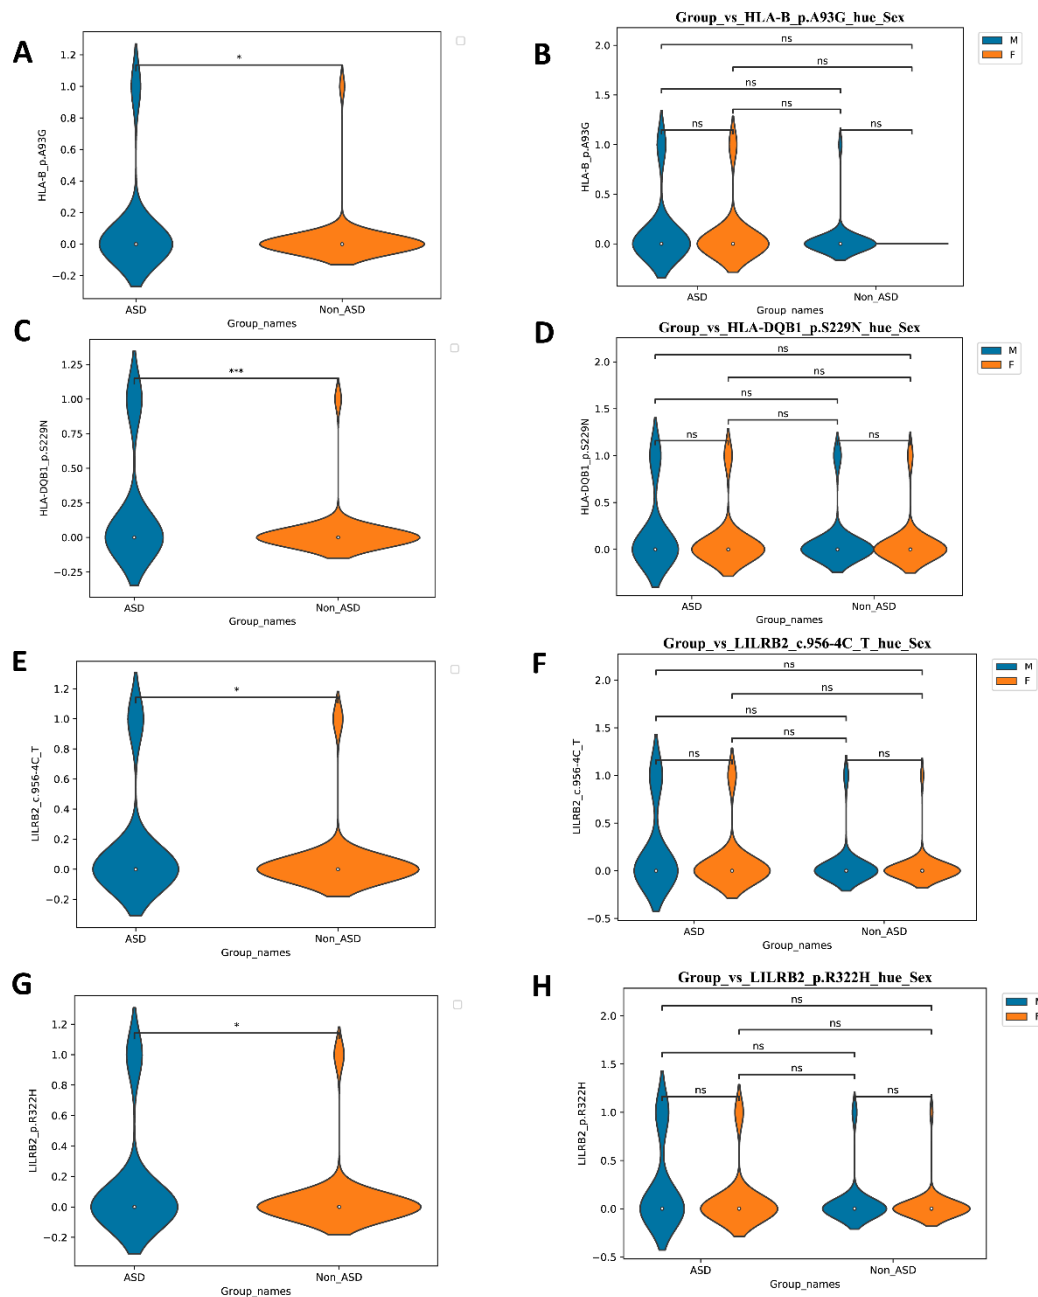 A
1.2
1.0
0.8
0.6
0.4
0.2
0.0
−0.2
HLA-B_p.A93G
*
ASD
Non_ASD
Group_names
B
Group_vs_HLA-B_p.A93G_hue_Sex
2.0
1.5
1.0
0.5
0.0
HLA-B_p.A93G
ns
ns
ns
ns
ns
ns
M
F
ASD
Non_ASD
Group_names
C
1.25
1.00
0.75
0.50
0.25
0.00
−0.25
HLA-DQB1_p.S229N
***
ASD
Non_ASD
Group_names
D
Group_vs_HLA-DQB1_p.S229N_hue_Sex
2.0
1.5
1.0
0.5
0.0
HLA-DQB1_p.S229N
ns
ns
ns
ns
ns
ns
M
F
ASD
Non_ASD
Group_names
E
1.2
1.0
0.8
0.6
0.4
0.2
0.0
−0.2
LILRB2_c.956-4C_T
*
ASD
Non_ASD
Group_names
F
Group_vs_LILRB2_c.956-4C_T_hue_Sex
2.0
1.5
1.0
0.5
0.0
−0.5
LILRB2_c.956-4C_T
ns
ns
ns
ns
ns
ns
M
F
ASD
Non_ASD
Group_names
G
1.2
1.0
0.8
0.6
0.4
0.2
0.0
−0.2
LILRB2_p.R322H
*
ASD
Non_ASD
Group_names
H
Group_vs_LILRB2_p.R322H_hue_Sex
2.0
1.5
1.0
0.5
0.0
−0.5
LILRB2_p.R322H
ns
ns
ns
ns
ns
ns
M
F
ASD
Non_ASD
Group_names